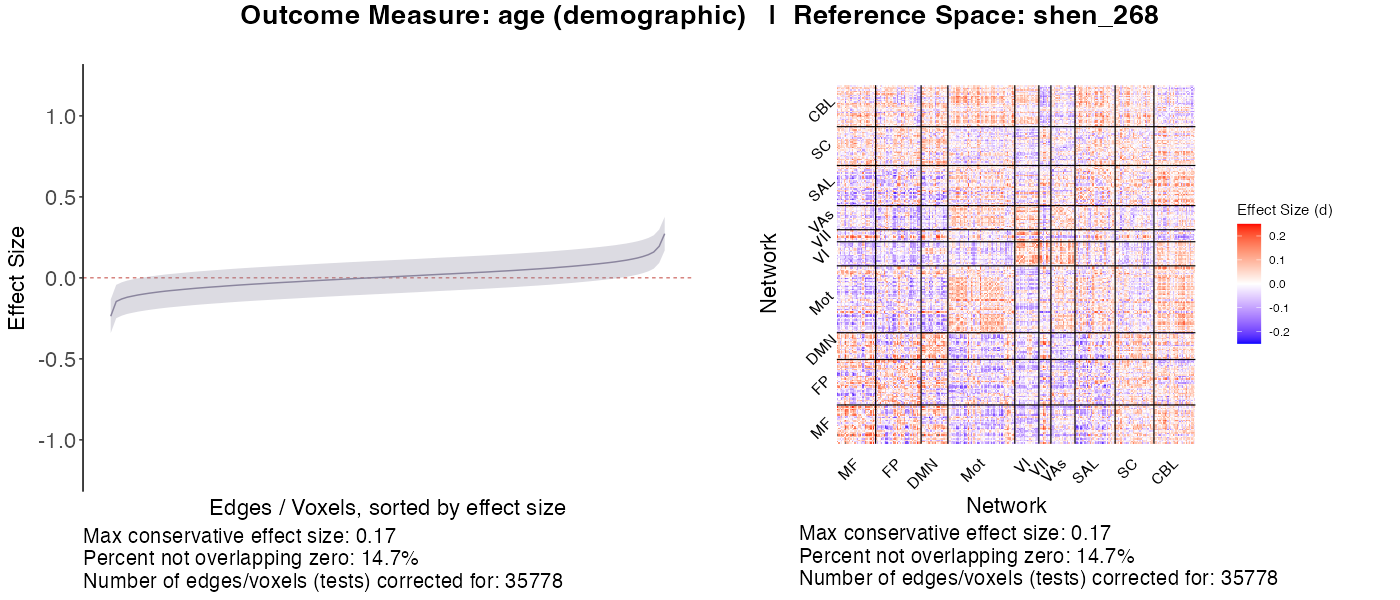 Outcome Measure: age (demographic) | Reference Space: shen_268
Effect Size
1.0
0.5
0.0
-0.5
-1.0
Edges / Voxels, sorted by effect size
Max conservative effect size: 0.17
Percent not overlapping zero: 14.7%
Number of edges/voxels (tests) corrected for: 35778
Network
CBL
SC
SAL
VAs
VII
VI
Mot
DMN
FP
MF
MF FP DMN Mot VI VII VAs SAL SC CBL
Network
Effect Size (d)
0.2
0.1
0.0
-0.1
-0.2
Max conservative effect size: 0.17
Percent not overlapping zero: 14.7%
Number of edges/voxels (tests) corrected for: 35778